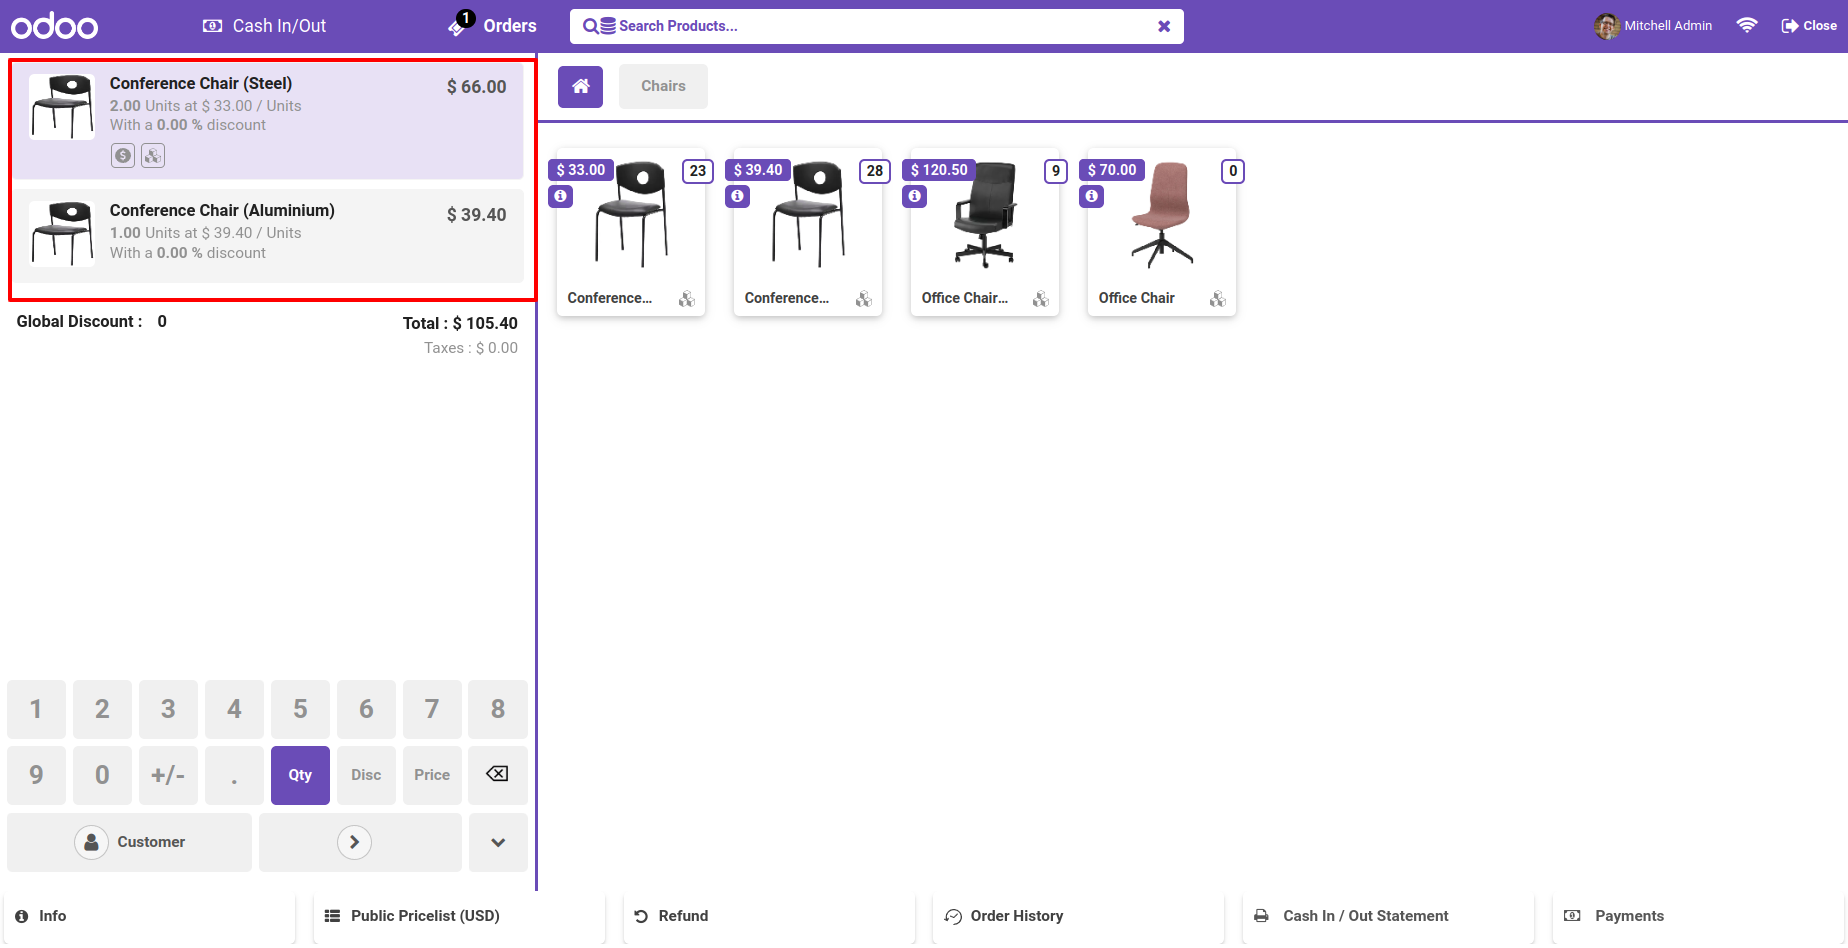 odoo
Cash In/Out
1
Orders
Search Products...
Mitchell Admin
Close
Conference Chair (Steel)
$ 66.00
2.00 Units at $ 33.00 / Units
With a 0.00 % discount
Conference Chair (Aluminium)
$ 39.40
1.00 Units at $ 39.40 / Units
With a 0.00 % discount
Global Discount : 0
Total : $ 105.40
Taxes : $ 0.00
Chairs
$ 33.00
23
Conference...
$ 39.40
28
Conference...
$ 120.50
9
Office Chair...
$ 70.00
0
Office Chair
1 2 3 4 5 6 7 8
9 0 +/- . Qty Disc Price
Customer
Info
Public Pricelist (USD)
Refund
Order History
Cash In / Out Statement
Payments